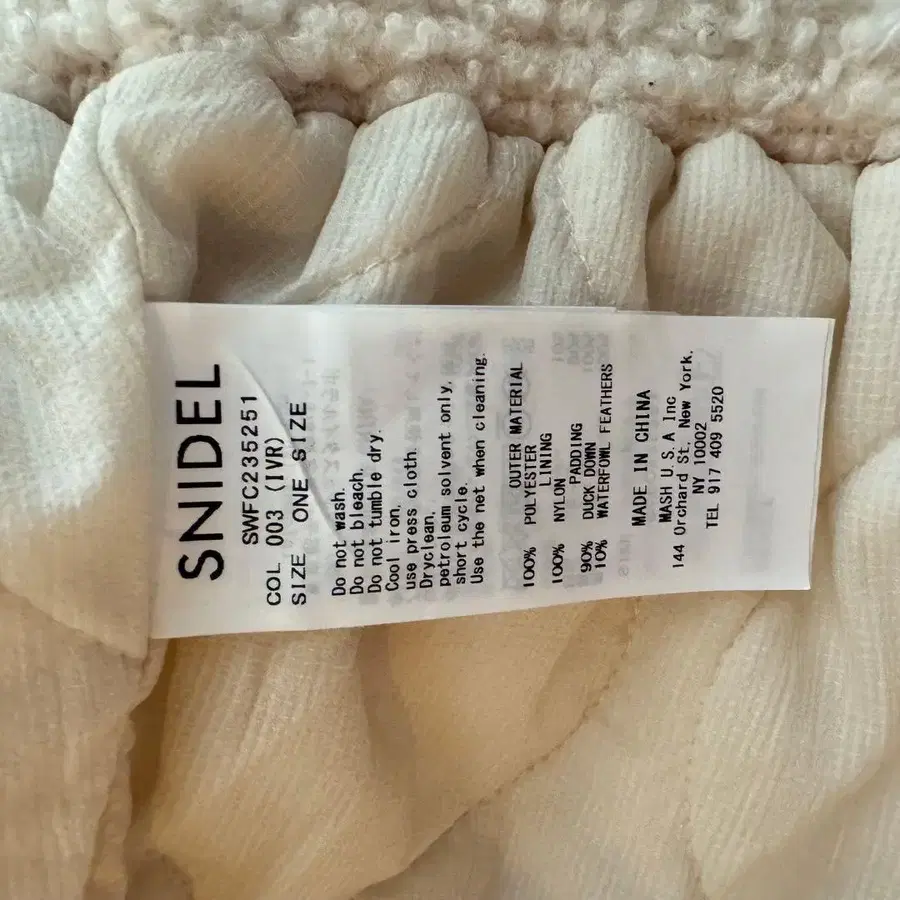 SNIDEL
SWFC235251
COL 003 (IVR)
SIZE ONE SIZE
Do not wash.
Do not bleach.
Do not tumble dry.
Cool iron,
use press cloth.
Dryclean,
petroleum solvent only,
short cycle.
Use the net when cleaning.
OUTER MATERIAL
100% POLYESTER
LINING
100% NYLON
PADDING
90% DUCK DOWN
10% WATERFOWL FEATHERS
MADE IN CHINA
MASH U.S.A Inc
144 Orchard St. New York,
NY 10002
TEL 917 409 5520